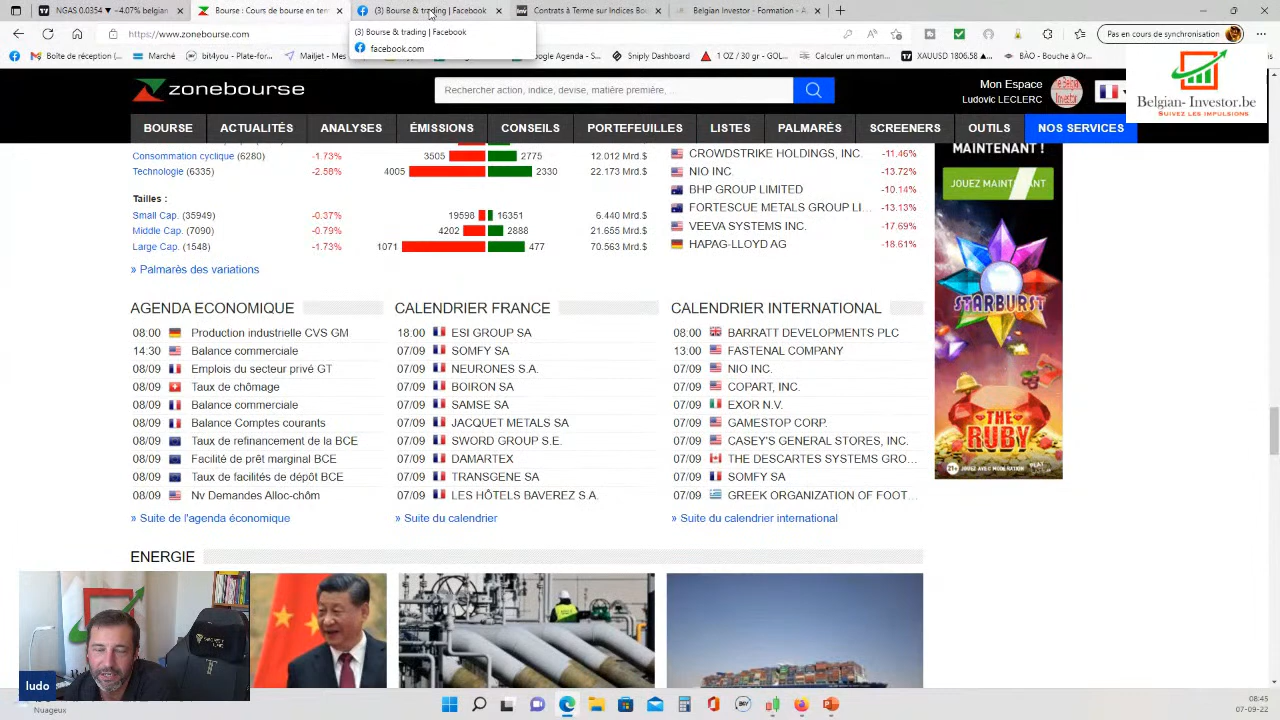 NGAS 0.0354 ▼ -4.07% bienv
Bourse : Cours de bourse en tem
(3) Bourse & trading | Facebook
Contrats à Terme sur Indices Bou
Belgian Investor - Formation - A
https://www.zonebourse.com
(3) Bourse & trading | Facebook
facebook.com
Pas en cours de synchronisation
Boîte de réception (
Marché
bit4you - Plate-for
Mailjet - Mes
Sniply Dashboard
1 OZ / 30 gr - GOL
XAUUSD 1806.58
BÀO - Bouche à Or
zonebourse
Rechercher action, indice, devise, matière première, ...
Mon Espace
Ludovic LECLERC
Belgian- Investor.be
SUIVEZ LES IMPULSIONS
BOURSE ACTUALITÉS ANALYSES ÉMISSIONS CONSEILS PORTEFEUILLES LISTES PALMARÈS SCREENERS OUTILS NOS SERVICES
Consommation cyclique (6280) -1.73% 3505 2775 12.012 Mrd.$
Technologie (6335) -2.58% 4005 2330 22.173 Mrd.$
Tailles :
Small Cap. (35949) -0.37% 19598 16351 6.440 Mrd.$
Middle Cap. (7090) -0.79% 4202 2888 21.655 Mrd.$
Large Cap. (1548) -1.73% 1071 477 70.563 Mrd.$
» Palmarès des variations
CROWDSTRIKE HOLDINGS, INC. -11.46%
NIO INC. -13.72%
BHP GROUP LIMITED -10.14%
FORTESCUE METALS GROUP LI... -13.13%
VEEVA SYSTEMS INC. -17.69%
HAPAG-LLOYD AG -18.61%
MAINTENANT !
JOUEZ MAINTENANT
STARBURST
THE
RUBY
AGENDA ECONOMIQUE
08:00 Production industrielle CVS GM
14:30 Balance commerciale
08/09 Emplois du secteur privé GT
08/09 Taux de chômage
08/09 Balance commerciale
08/09 Balance Comptes courants
08/09 Taux de refinancement de la BCE
08/09 Facilité de prêt marginal BCE
08/09 Taux de facilités de dépôt BCE
08/09 Nv Demandes Alloc-chôm
» Suite de l'agenda économique
CALENDRIER FRANCE
18:00 ESI GROUP SA
07/09 SOMFY SA
07/09 NEURONES S.A.
07/09 BOIRON SA
07/09 SAMSE SA
07/09 JACQUET METALS SA
07/09 SWORD GROUP S.E.
07/09 DAMARTEX
07/09 TRANSGENE SA
07/09 LES HÔTELS BAVEREZ S.A.
» Suite du calendrier
CALENDRIER INTERNATIONAL
08:00 BARRATT DEVELOPMENTS PLC
13:00 FASTENAL COMPANY
07/09 NIO INC.
07/09 COPART, INC.
07/09 EXOR N.V.
07/09 GAMESTOP CORP.
07/09 CASEY'S GENERAL STORES, INC.
07/09 THE DESCARTES SYSTEMS GRO...
07/09 SOMFY SA
07/09 GREEK ORGANIZATION OF FOOT...
» Suite du calendrier international
ENERGIE
ludo
Nuageux
08:45
07-09-22